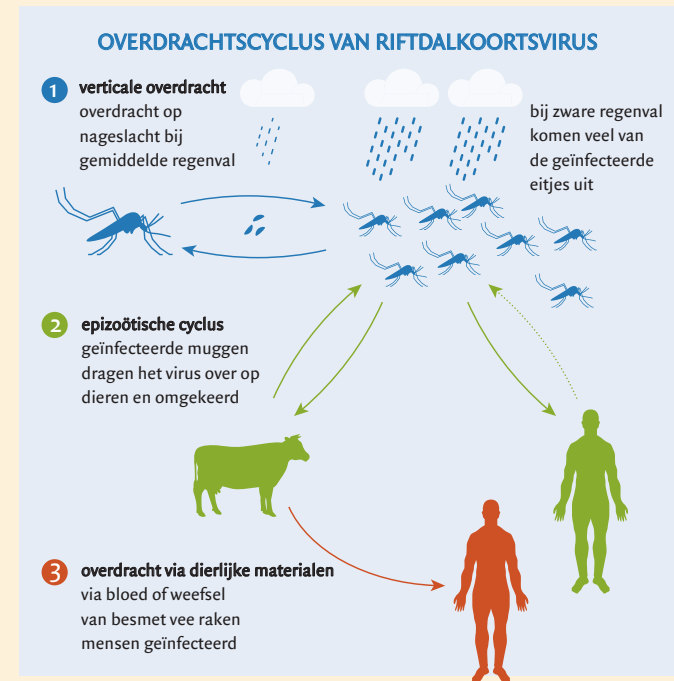 OVERDRACHTSCYCLUS VAN RIFTDALKOORTSVIRUS
1 verticale overdracht
overdracht op
nageslacht bij
gemiddelde regenval
bij zware regenval
komen veel van
de geïnfecteerde
eitjes uit
2 epizoötische cyclus
geïnfecteerde muggen
dragen het virus over op
dieren en omgekeerd
3 overdracht via dierlijke materialen
via bloed of weefsel
van besmet vee raken
mensen geïnfecteerd